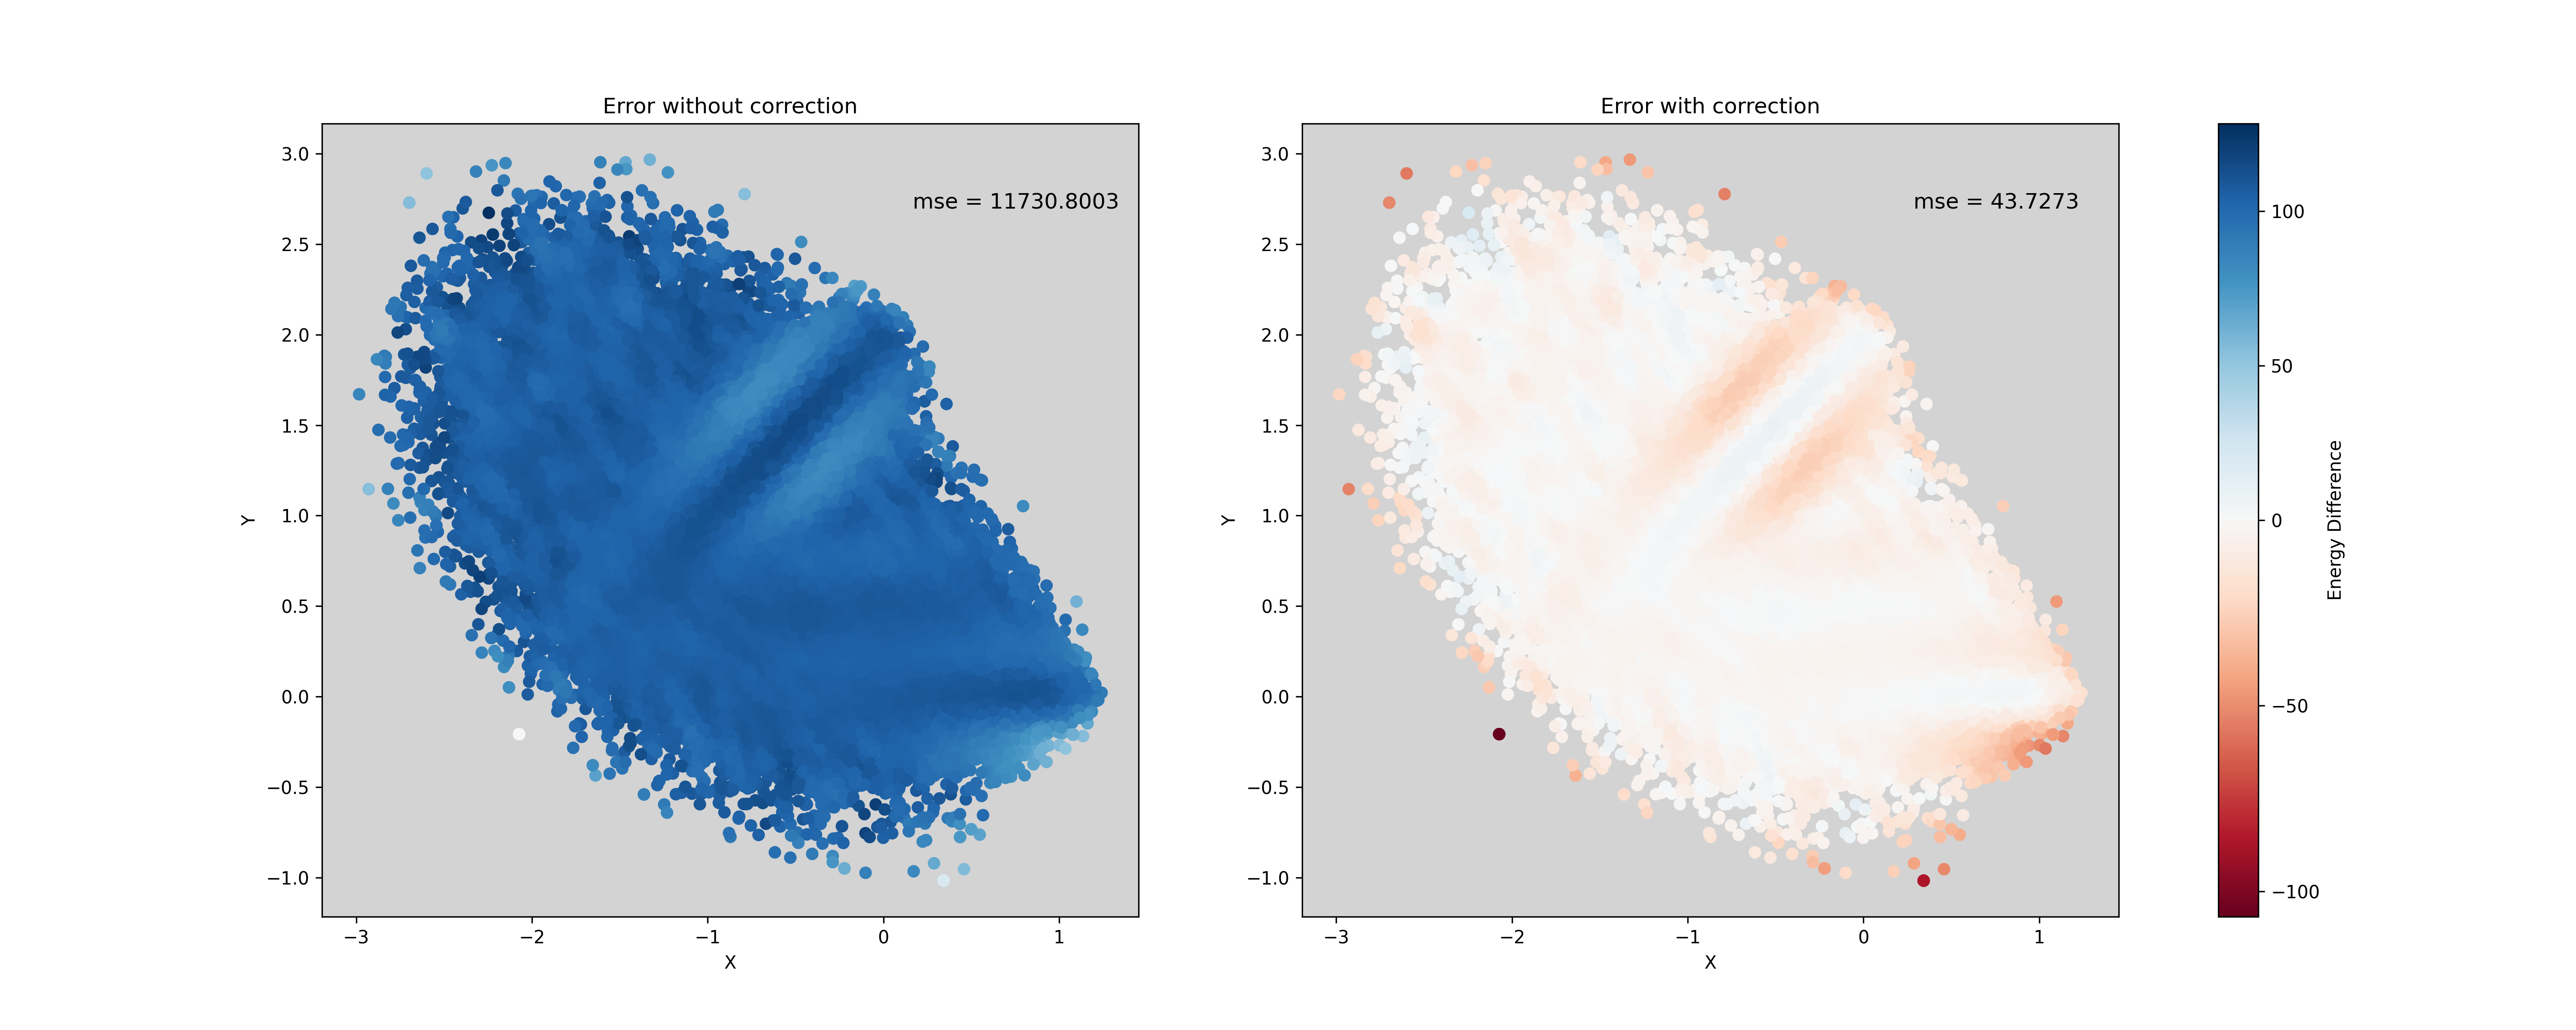 Error without correction
mse = 11730.8003
3.0
2.5
2.0
1.5
1.0
0.5
0.0
−0.5
−1.0
Y
−3 −2 −1 0 1
X
Error with correction
mse = 43.7273
3.0
2.5
2.0
1.5
1.0
0.5
0.0
−0.5
−1.0
Y
−3 −2 −1 0 1
X
100
50
0
−50
−100
Energy Difference